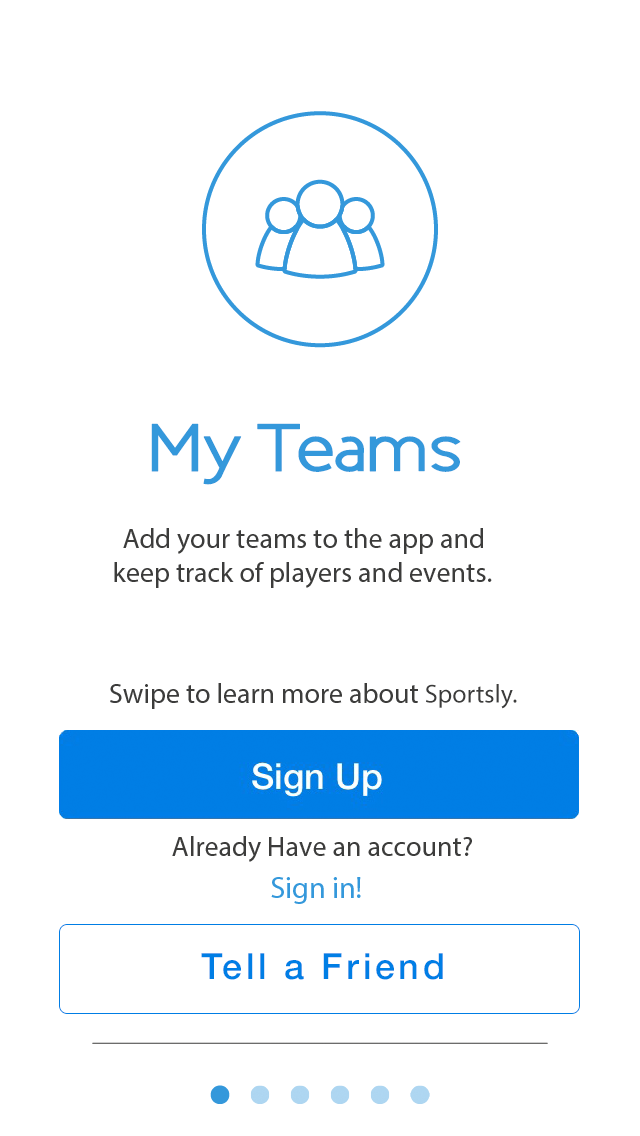 My Teams
Add your teams to the app and
keep track of players and events.
Swipe to learn more about Sportsly.
Sign Up
Already Have an account?
Sign in!
Tell a Friend